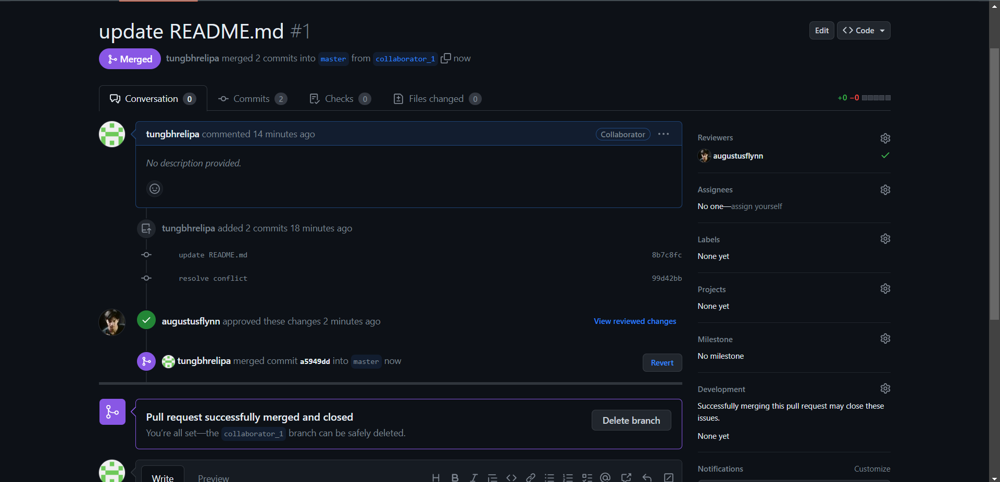 update README.md #1
Edit
<> Code
Merged
tungbhrelipa merged 2 commits into master from collaborator_1 now
Conversation 0
Commits 2
Checks 0
Files changed 0
+0 −0
tungbhrelipa commented 14 minutes ago
Collaborator
No description provided.
tungbhrelipa added 2 commits 18 minutes ago
update README.md 8b7c8fc
resolve conflict 99d42bb
augustusflynn approved these changes 2 minutes ago
View reviewed changes
tungbhrelipa merged commit a5949dd into master now
Revert
Pull request successfully merged and closed
You’re all set—the collaborator_1 branch can be safely deleted.
Delete branch
Write
Preview
H B I
Reviewers
augustusflynn
Assignees
No one—assign yourself
Labels
None yet
Projects
None yet
Milestone
No milestone
Development
Successfully merging this pull request may close these
issues.
None yet
Notifications
Customize